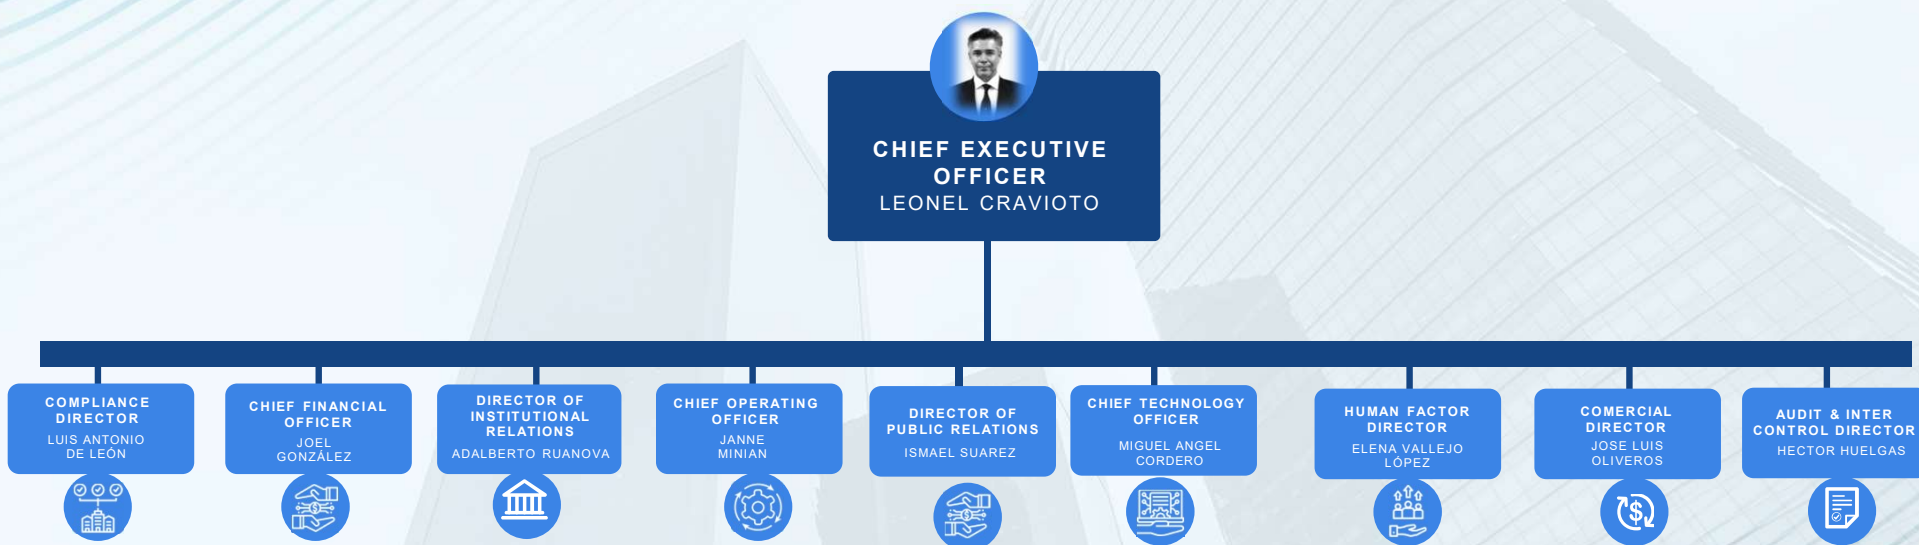 CHIEF EXECUTIVE
OFFICER
LEONEL CRAVIOTO
COMPLIANCE
DIRECTOR
LUIS ANTONIO
DE LEÓN
CHIEF FINANCIAL
OFFICER
JOEL
GONZÁLEZ
DIRECTOR OF
INSTITUTIONAL
RELATIONS
ADALBERTO RUANOVA
CHIEF OPERATING
OFFICER
JANNE
MINIAN
DIRECTOR OF
PUBLIC RELATIONS
ISMAEL SUAREZ
CHIEF TECHNOLOGY
OFFICER
MIGUEL ANGEL
CORDERO
HUMAN FACTOR
DIRECTOR
ELENA VALLEJO
LÓPEZ
COMERCIAL
DIRECTOR
JOSE LUIS
OLIVEROS
AUDIT & INTER
CONTROL DIRECTOR
HECTOR HUELGAS